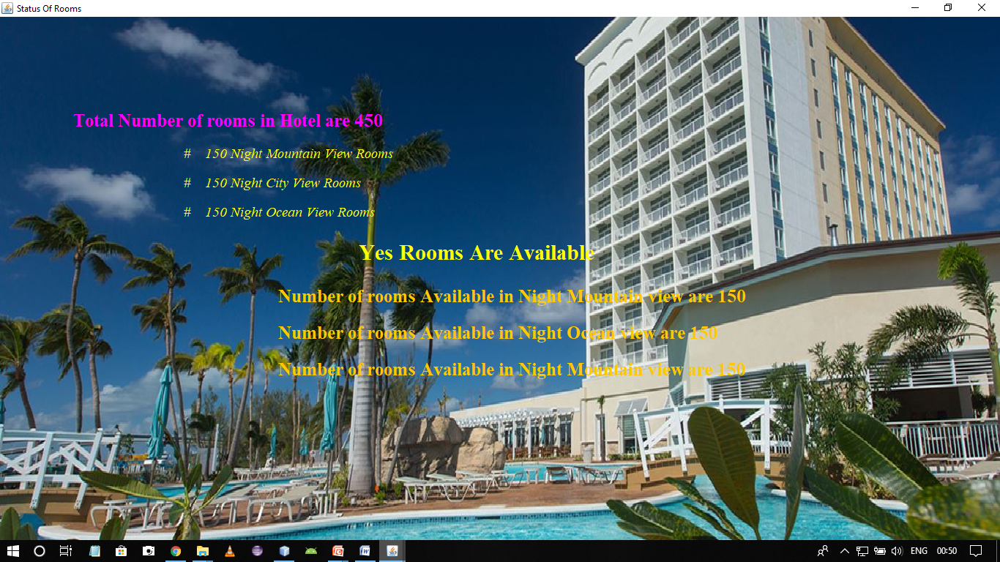 Status Of Rooms
Total Number of rooms in Hotel are 450
# 150 Night Mountain View Rooms
# 150 Night City View Rooms
# 150 Night Ocean View Rooms
Yes Rooms Are Available
Number of rooms Available in Night Mountain view are 150
Number of rooms Available in Night Ocean view are 150
Number of rooms Available in Night Mountain view are 150
ENG 00:50